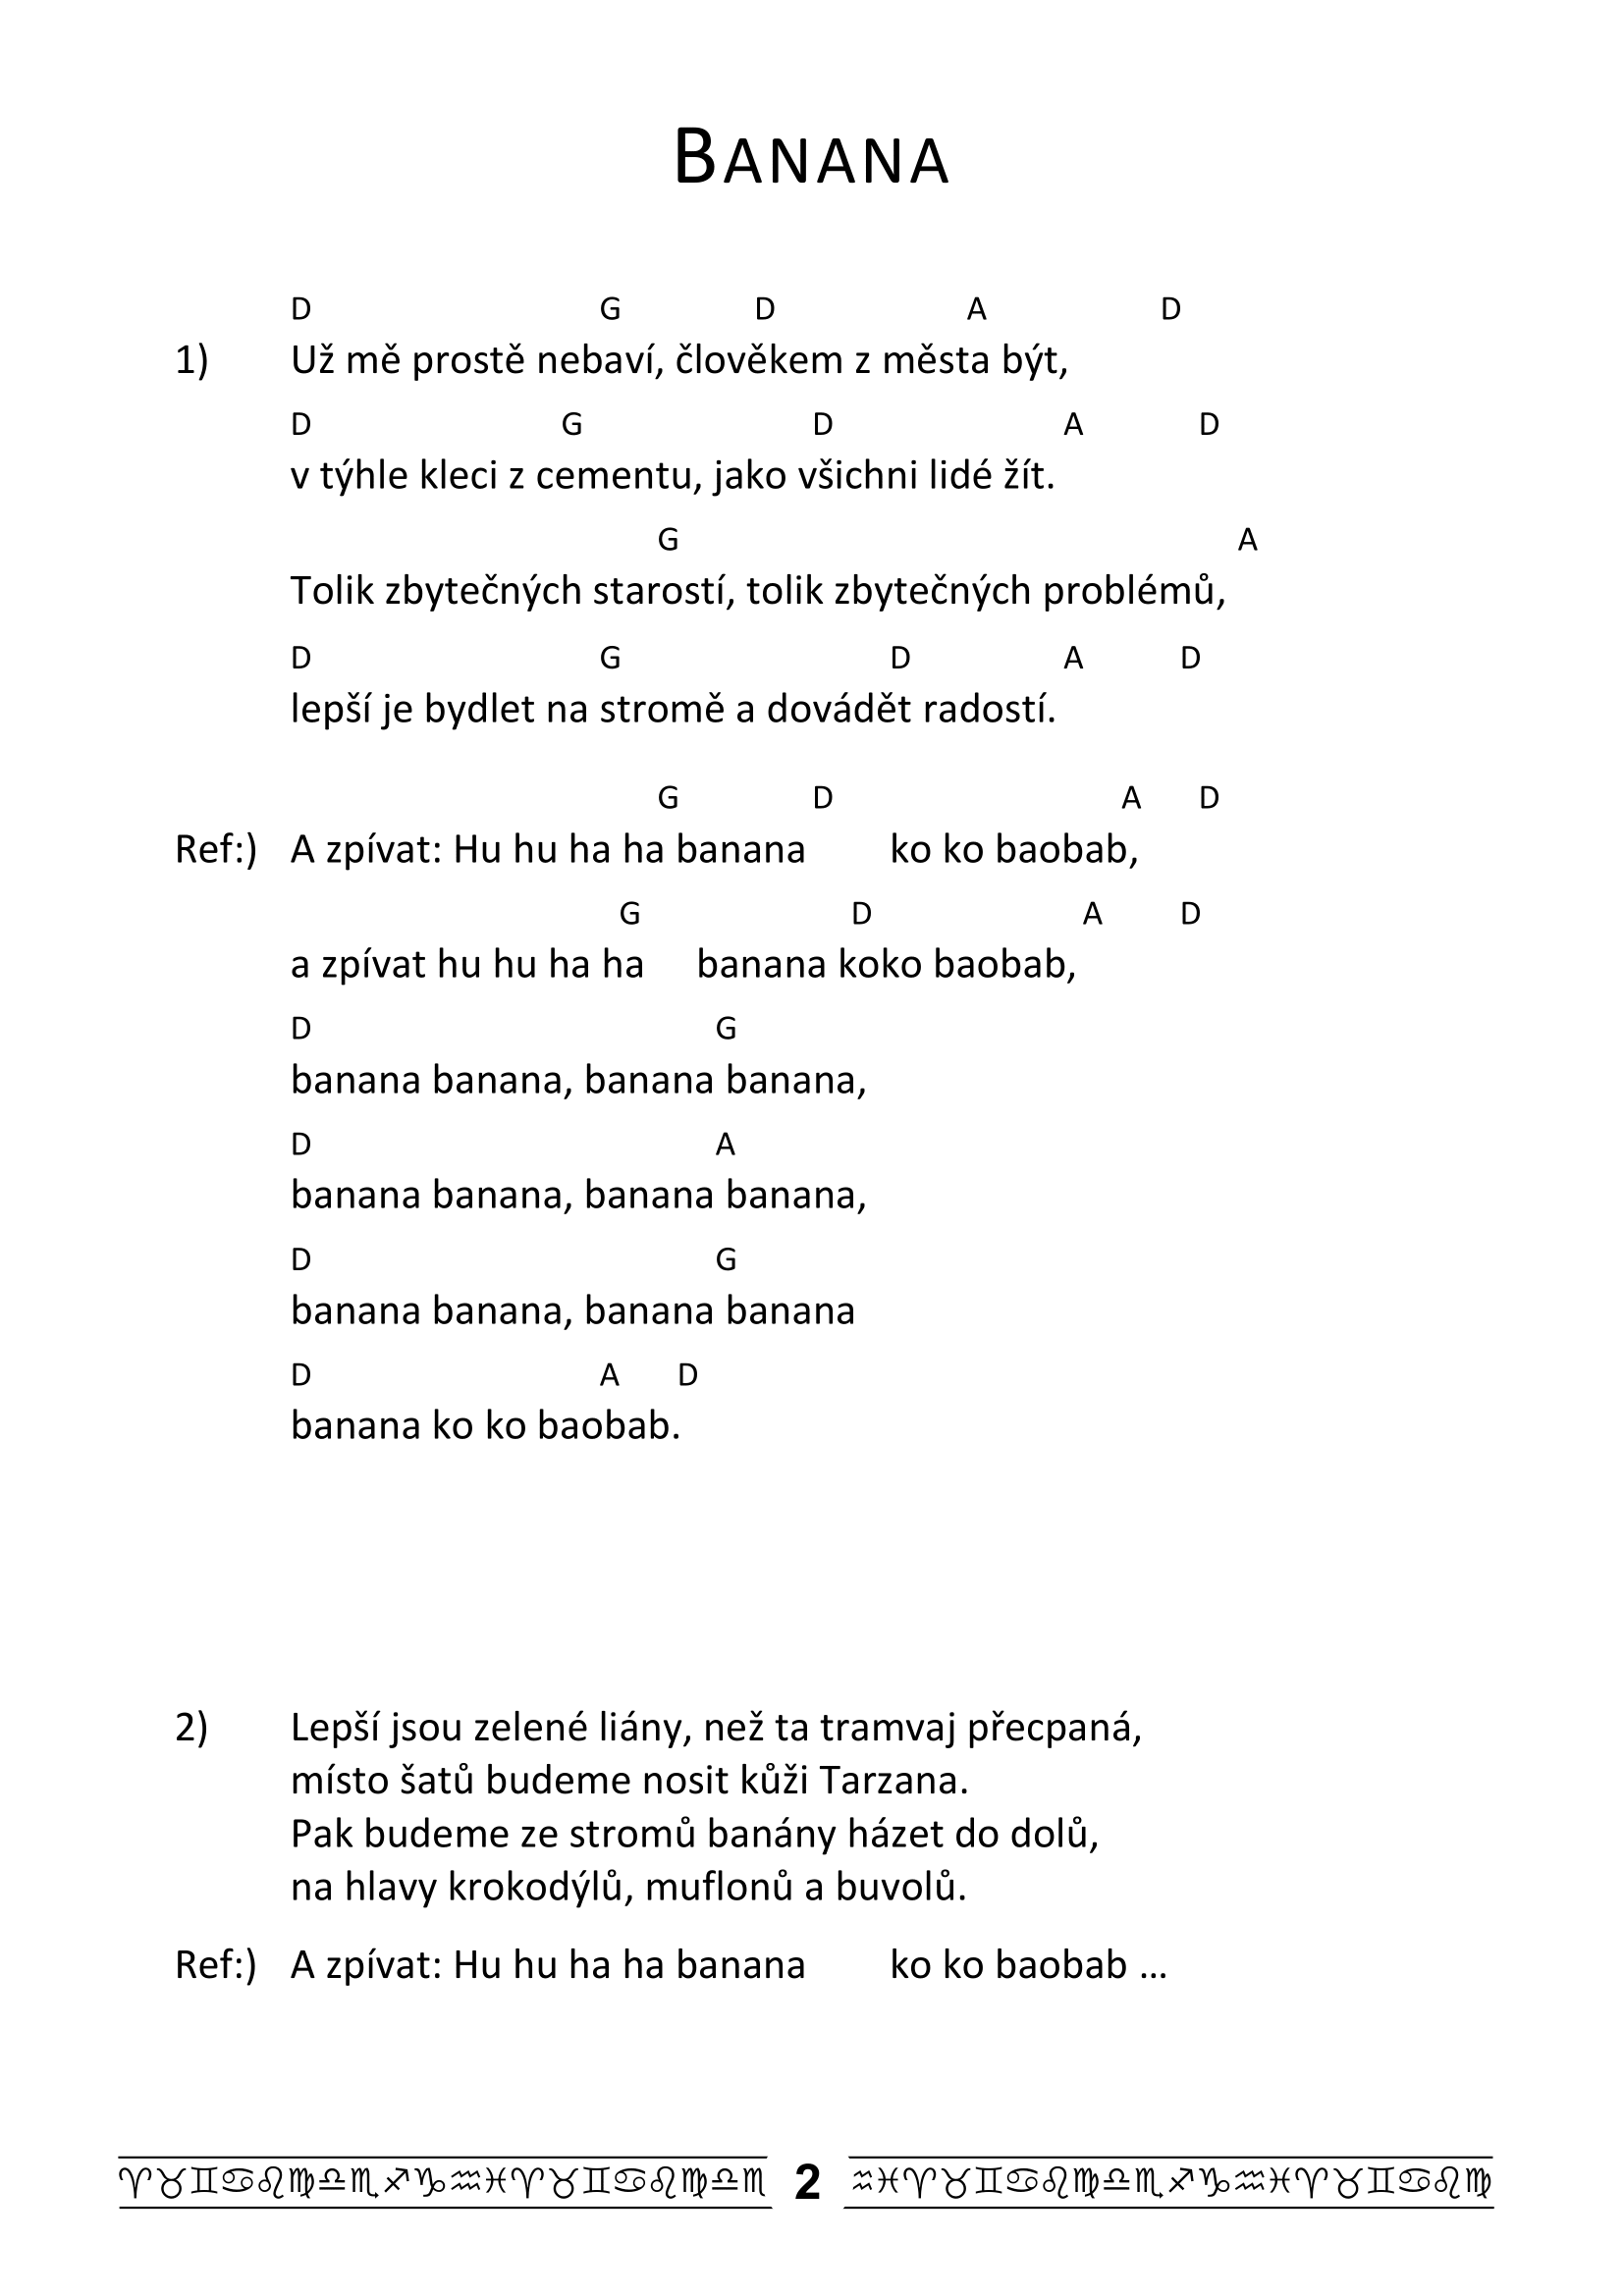 BANANA
D G D A D
1) Už mě prostě nebaví, člověkem z města být,
D G D A D
v týhle kleci z cementu, jako všichni lidé žít.
G A
Tolik zbytečných starostí, tolik zbytečných problémů,
D G D A D
lepší je bydlet na stromě a dovádět radostí.
G D A D
Ref:) A zpívat: Hu hu ha ha banana ko ko baobab,
G D A D
a zpívat hu hu ha ha banana koko baobab,
D G
banana banana, banana banana,
D A
banana banana, banana banana,
D G
banana banana, banana banana
D A D
banana ko ko baobab.
2) Lepší jsou zelené liány, než ta tramvaj přecpaná,
místo šatů budeme nosit kůži Tarzana.
Pak budeme ze stromů banány házet do dolů,
na hlavy krokodýlů, muflonů a buvolů.
Ref:) A zpívat: Hu hu ha ha banana ko ko baobab ...
♈♉♊♋♌♍♎♏♐♑♒♓♈♉♊♋♌♍♎♏ 2 ♒♓♈♉♊♋♌♍♎♏♐♑♒♓♈♉♊♋♌♍